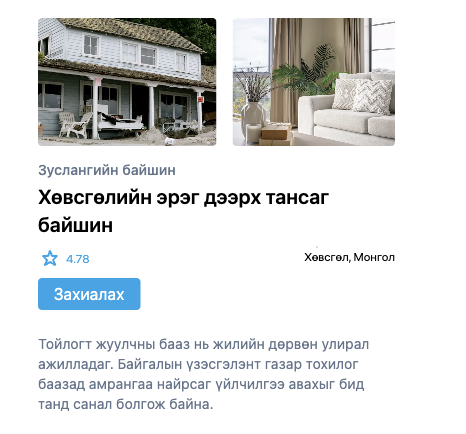 Зуслангийн байшин
Хөвсгөлийн эрэг дээрх тансаг
байшин
4.78
Хөвсгөл, Монгол
Захиалах
Тойлогт жуулчны бааз нь жилийн дөрвөн улирал
ажилладаг. Байгалын үзэсгэлэнт газар тохилог
баазад амрангаа найрсаг үйлчилгээ авахыг бид
танд санал болгож байна.